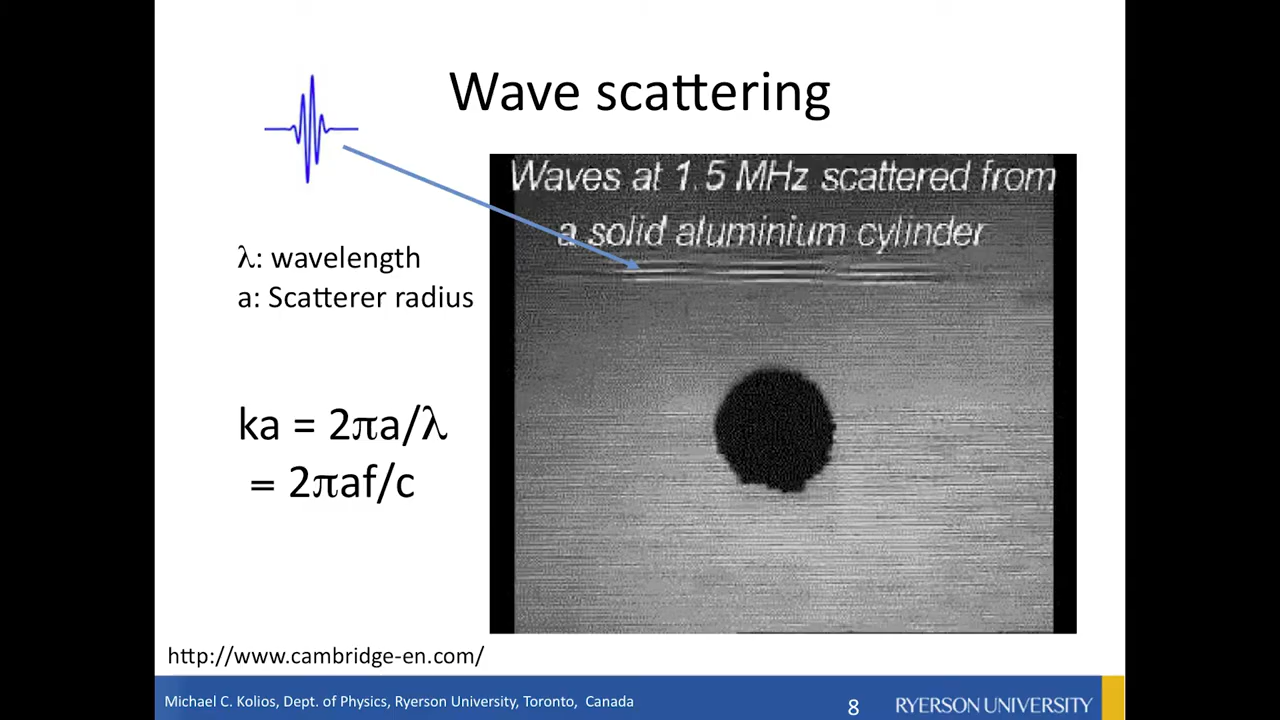 Wave scattering
Waves at 1.5 MHz scattered from
a solid aluminium cylinder
λ: wavelength
a: Scatterer radius
ka = 2πa/λ
= 2πaf/c
http://www.cambridge-en.com/
Michael C. Kolios, Dept. of Physics, Ryerson University, Toronto, Canada
8
RYERSON UNIVERSITY